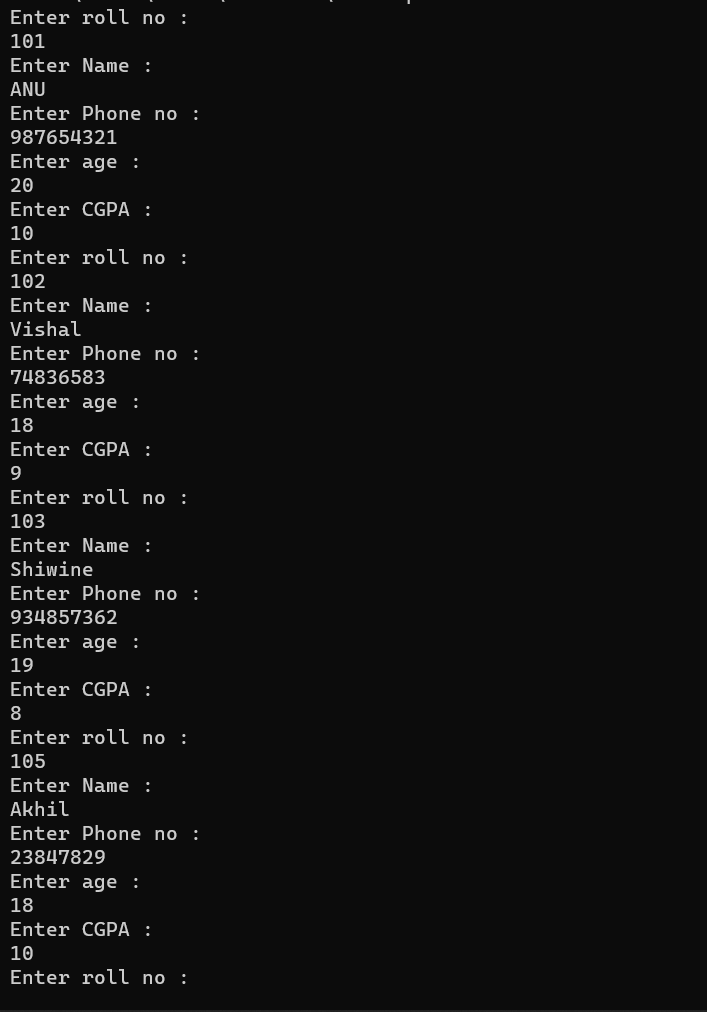 Enter roll no :
101
Enter Name :
ANU
Enter Phone no :
987654321
Enter age :
20
Enter CGPA :
10
Enter roll no :
102
Enter Name :
Vishal
Enter Phone no :
74836583
Enter age :
18
Enter CGPA :
9
Enter roll no :
103
Enter Name :
Shiwine
Enter Phone no :
934857362
Enter age :
19
Enter CGPA :
8
Enter roll no :
105
Enter Name :
Akhil
Enter Phone no :
23847829
Enter age :
18
Enter CGPA :
10
Enter roll no :